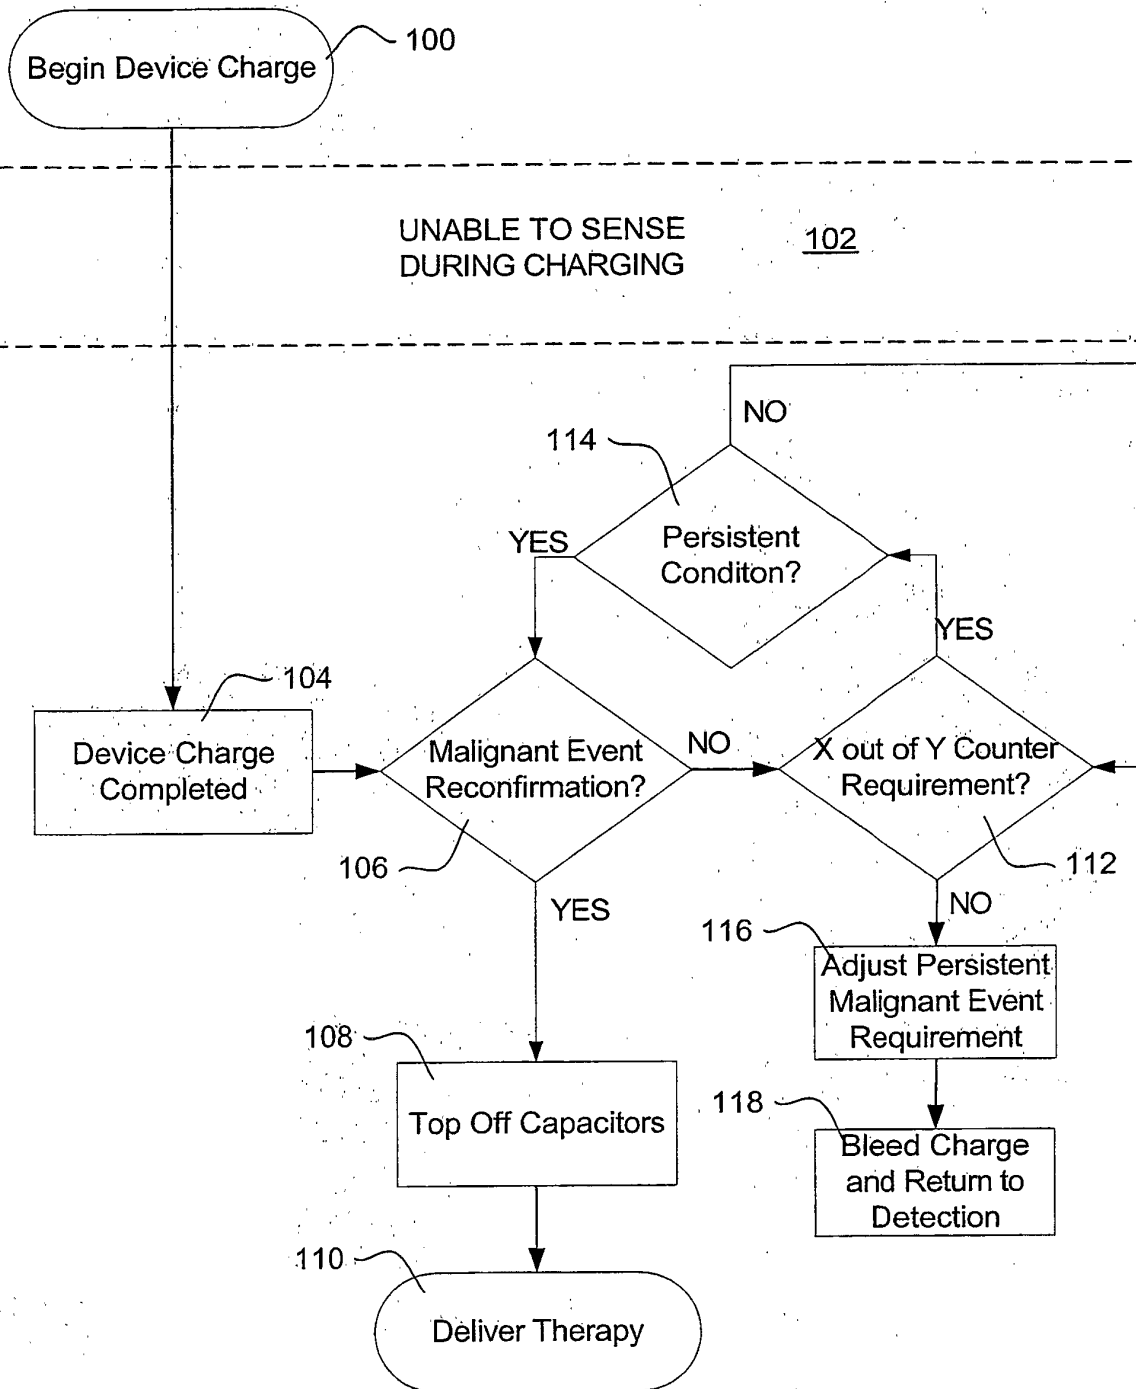 Begin Device Charge
100
UNABLE TO SENSE
DURING CHARGING
102
NO
114
Persistent
Conditon?
YES
YES
104
Device Charge
Completed
Malignant Event
Reconfirmation?
NO
X out of Y Counter
Requirement?
106
112
YES
NO
116
Adjust Persistent
Malignant Event
Requirement
108
Top Off Capacitors
118
Bleed Charge
and Return to
Detection
110
Deliver Therapy